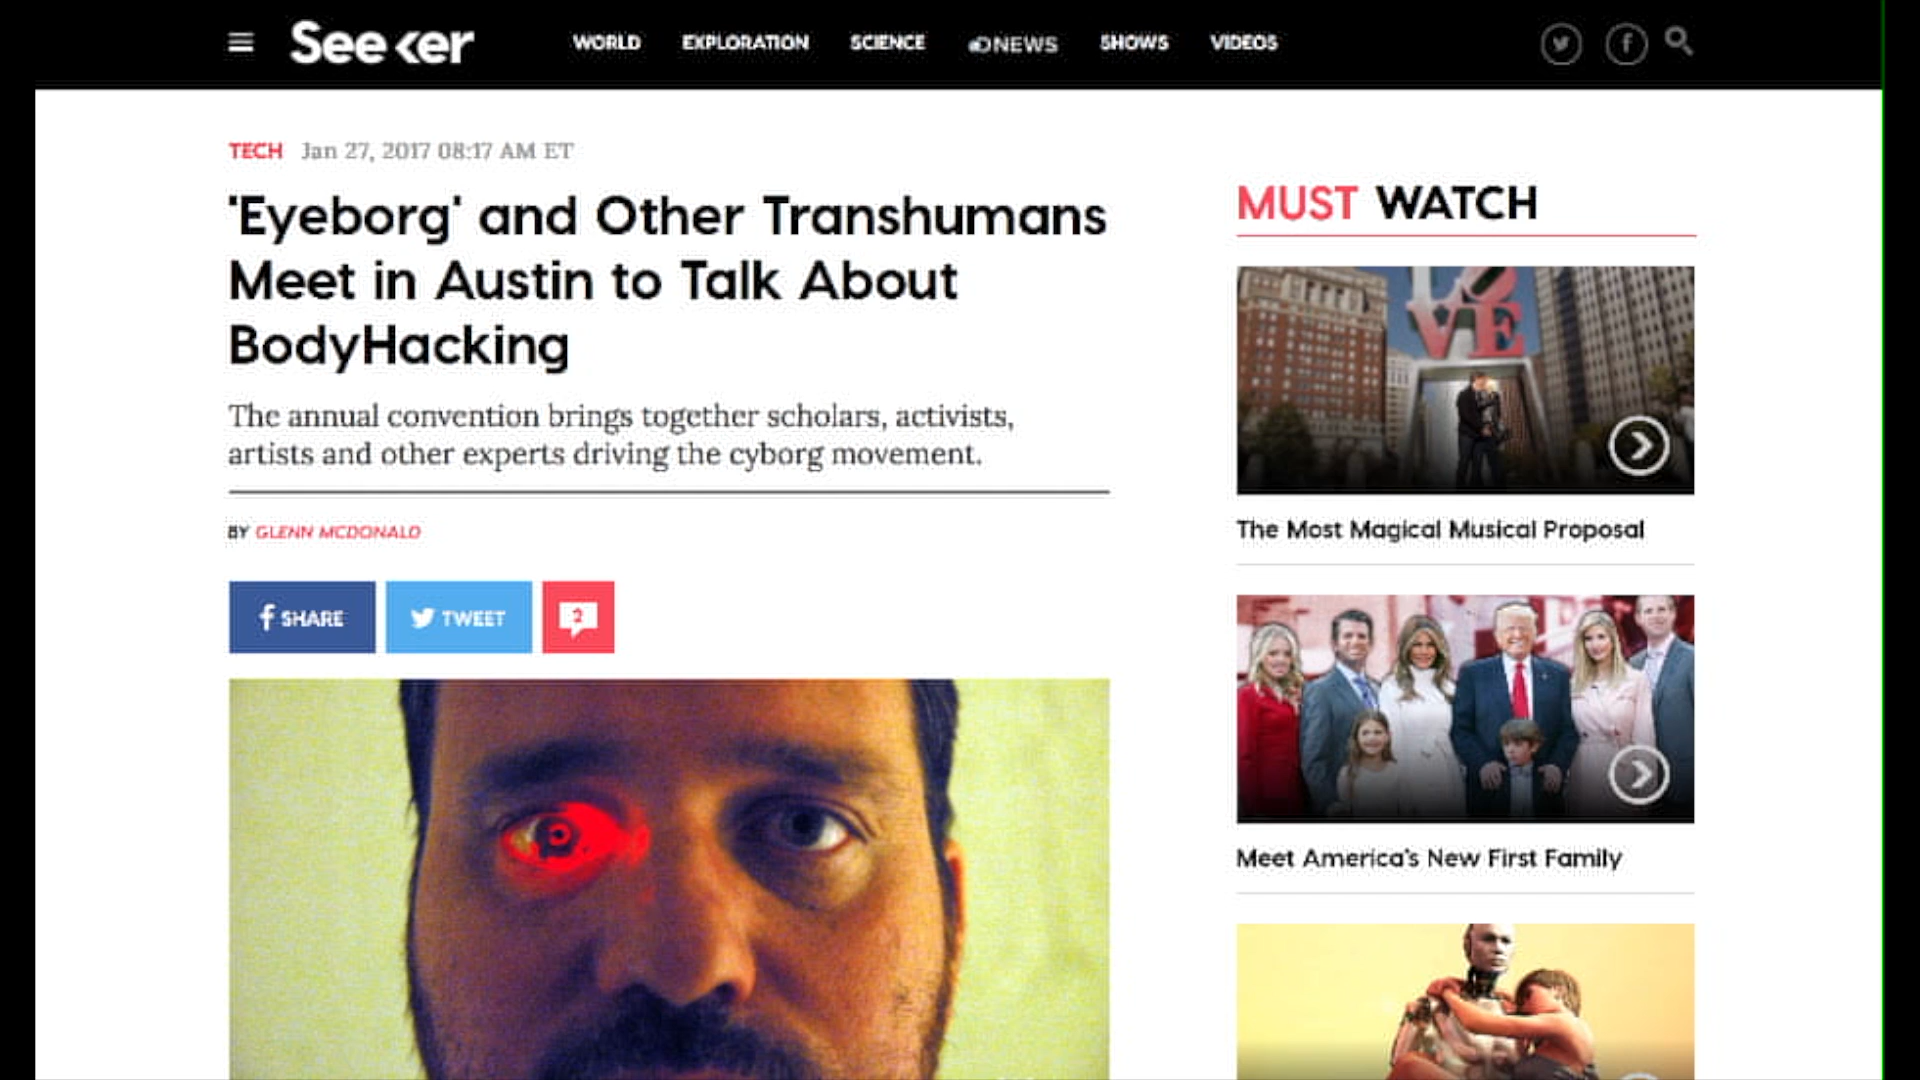 Seeker
WORLD EXPLORATION SCIENCE NEWS SHOWS VIDEOS
TECH Jan 27, 2017 08:17 AM ET
'Eyeborg' and Other Transhumans
Meet in Austin to Talk About
BodyHacking
The annual convention brings together scholars, activists,
artists and other experts driving the cyborg movement.
BY GLENN MCDONALD
f SHARE
TWEET
2
MUST WATCH
LOVE
The Most Magical Musical Proposal
Meet America's New First Family